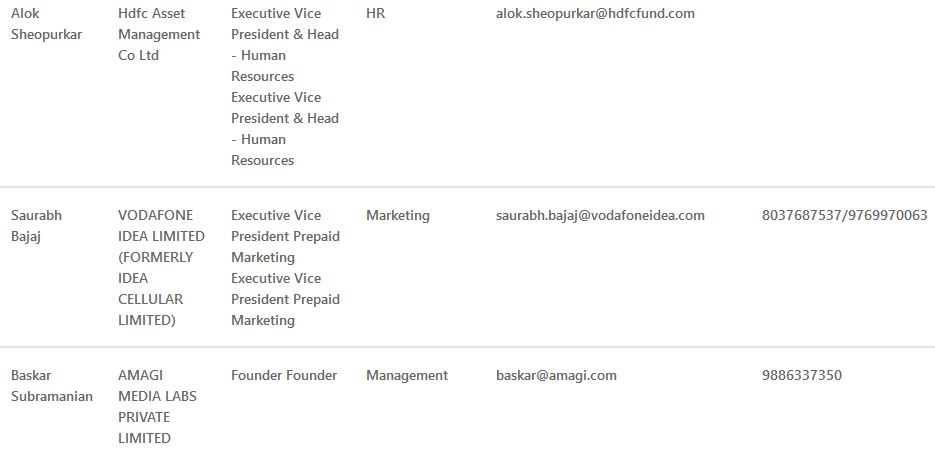 Alok Sheopurkar
Hdfc Asset Management Co Ltd
Executive Vice President & Head - Human Resources Executive Vice President & Head - Human Resources
HR
alok.sheopurkar@hdfcfund.com
Saurabh Bajaj
VODAFONE IDEA LIMITED (FORMERLY IDEA CELLULAR LIMITED)
Executive Vice President Prepaid Marketing Executive Vice President Prepaid Marketing
Marketing
saurabh.bajaj@vodafoneidea.com
8037687537/9769970063
Baskar Subramanian
AMAGI MEDIA LABS PRIVATE LIMITED
Founder Founder
Management
baskar@amagi.com
9886337350